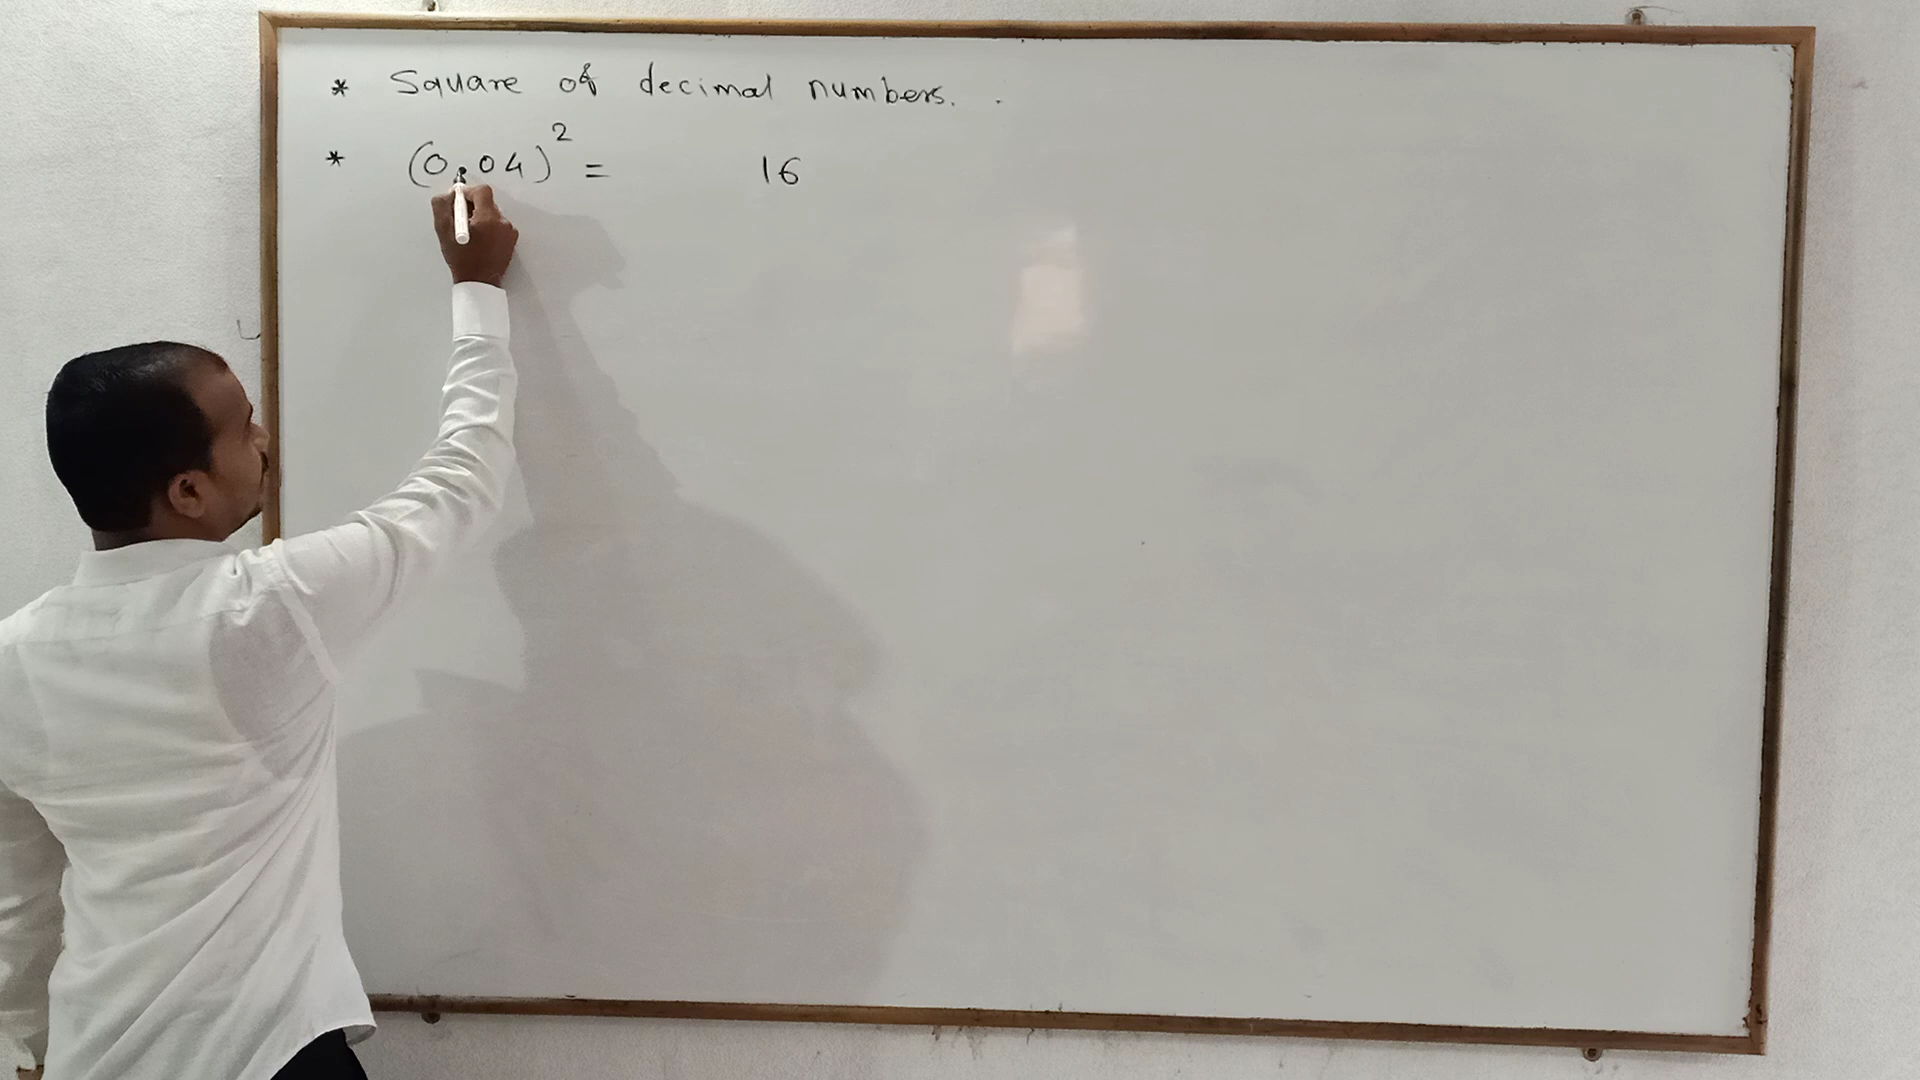 * Square of decimal numbers. .
* (0.04)² = 16